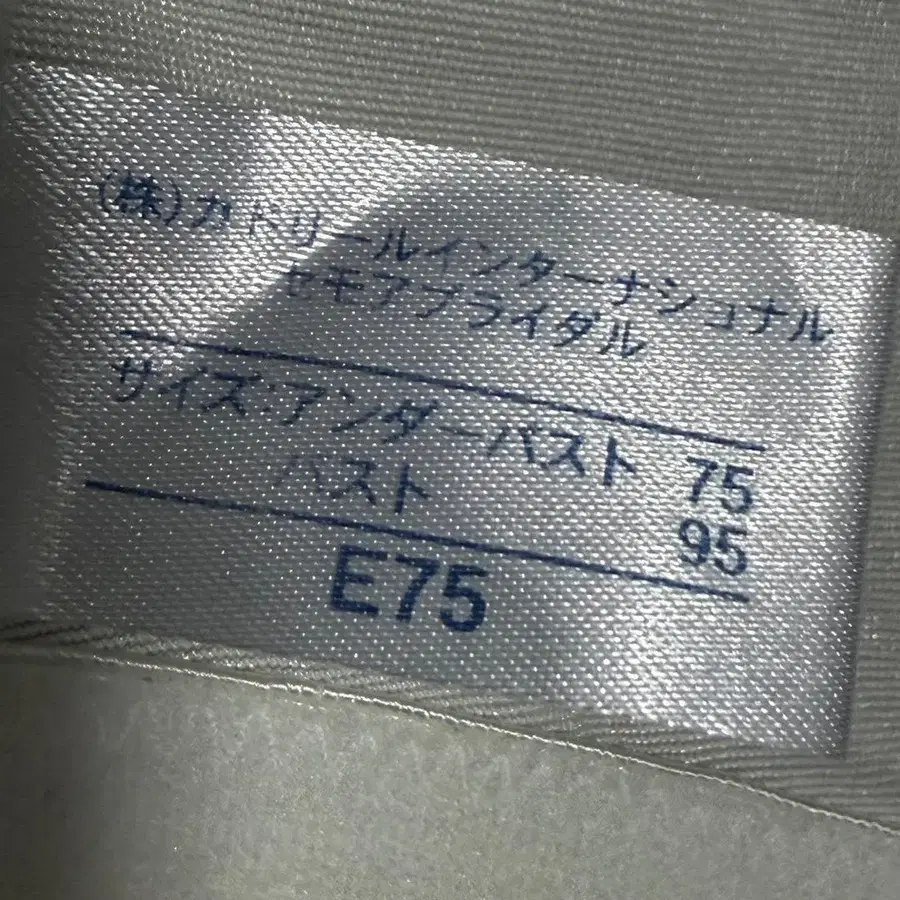 (株)カドリールインターナショナル
セモアブライダル
サイズ:アンダーバスト 75
バスト 95
E75